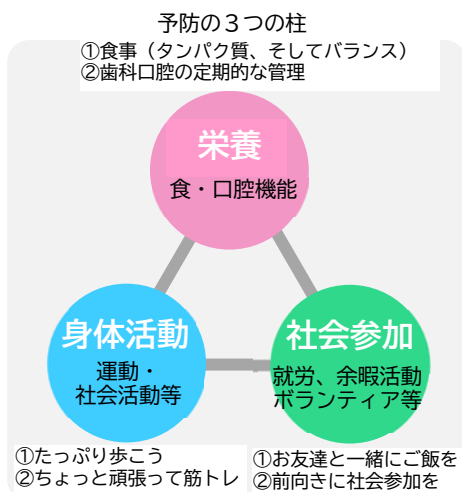 予防の３つの柱
①食事（タンパク質、そしてバランス）
②歯科口腔の定期的な管理
栄養
食・口腔機能
身体活動
運動・
社会活動等
社会参加
就労、余暇活動
ボランティア等
①たっぷり歩こう
②ちょっと頑張って筋トレ
①お友達と一緒にご飯を
②前向きに社会参加を